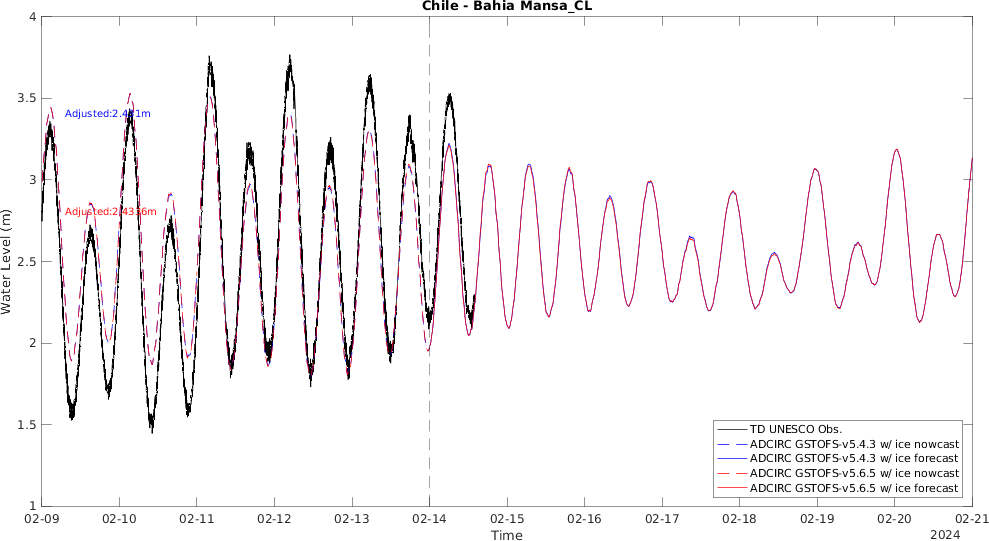 Chile - Bahia Mansa_CL
Water Level (m)
4
3.5
3
2.5
2
1.5
1
Adjusted:2.4336m
02-09
02-10
02-11
02-12
02-13
02-14
02-15
02-16
02-17
02-18
02-19
02-20
02-21
Time
2024
TD UNESCO Obs.
ADCIRC GSTOFS-v5.4.3 w/ ice nowcast
ADCIRC GSTOFS-v5.4.3 w/ ice forecast
ADCIRC GSTOFS-v5.6.5 w/ ice nowcast
ADCIRC GSTOFS-v5.6.5 w/ ice forecast